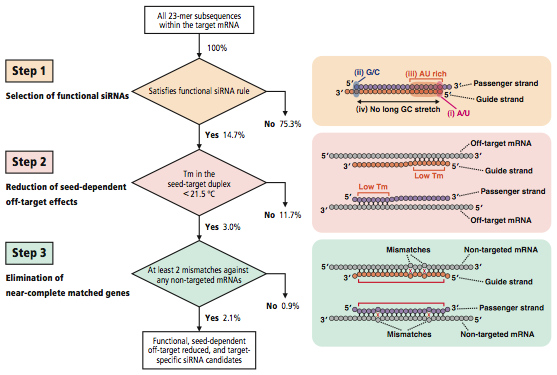 All 23-mer subsequences
within the target mRNA
100%
Step 1
Selection of functional siRNAs
Satisfies functional siRNA rule
No 75.3%
Yes 14.7%
Step 2
Reduction of seed-dependent
off-target effects
Tm in the
seed-target duplex
< 21.5 °C
No 11.7%
Yes 3.0%
Step 3
Elimination of
near-complete matched genes
At least 2 mismatches against
any non-targeted mRNAs
No 0.9%
Yes 2.1%
Functional, seed-dependent
off-target reduced, and target-
specific siRNA candidates
(ii) G/C
(iii) AU rich
5′
3′
Passenger strand
3′
5′
Guide strand
(iv) No long GC stretch
(i) A/U
Off-target mRNA
5′
3′
3′
5′
Guide strand
Low Tm
Low Tm
5′
3′
Passenger strand
3′
5′
Off-target mRNA
Mismatches
Non-targeted mRNA
5′
3′
3′
5′
Guide strand
5′
3′
Passenger strand
3′
5′
Mismatches
Non-targeted mRNA